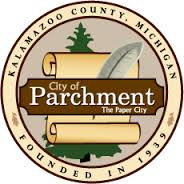 KALAMAZOO COUNTY, MICHIGAN
City of
Parchment
The Paper City
FOUNDED IN 1939